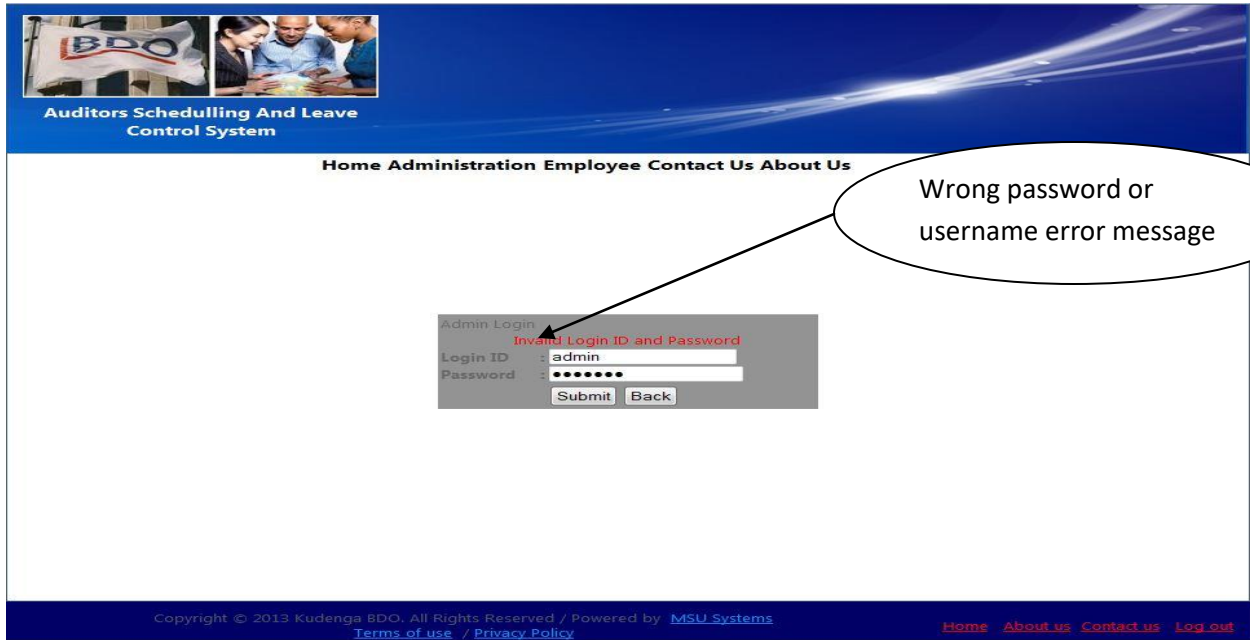 BDO
Auditors Schedulling And Leave
Control System
Home Administration Employee Contact Us About Us
Wrong password or
username error message
Admin Login
Invalid Login ID and Password
Login ID : admin
Password : •••••••
Submit Back
Copyright © 2013 Kudenga BDO. All Rights Reserved / Powered by MSU Systems
Terms of use / Privacy Policy
Home About us Contact us Log out